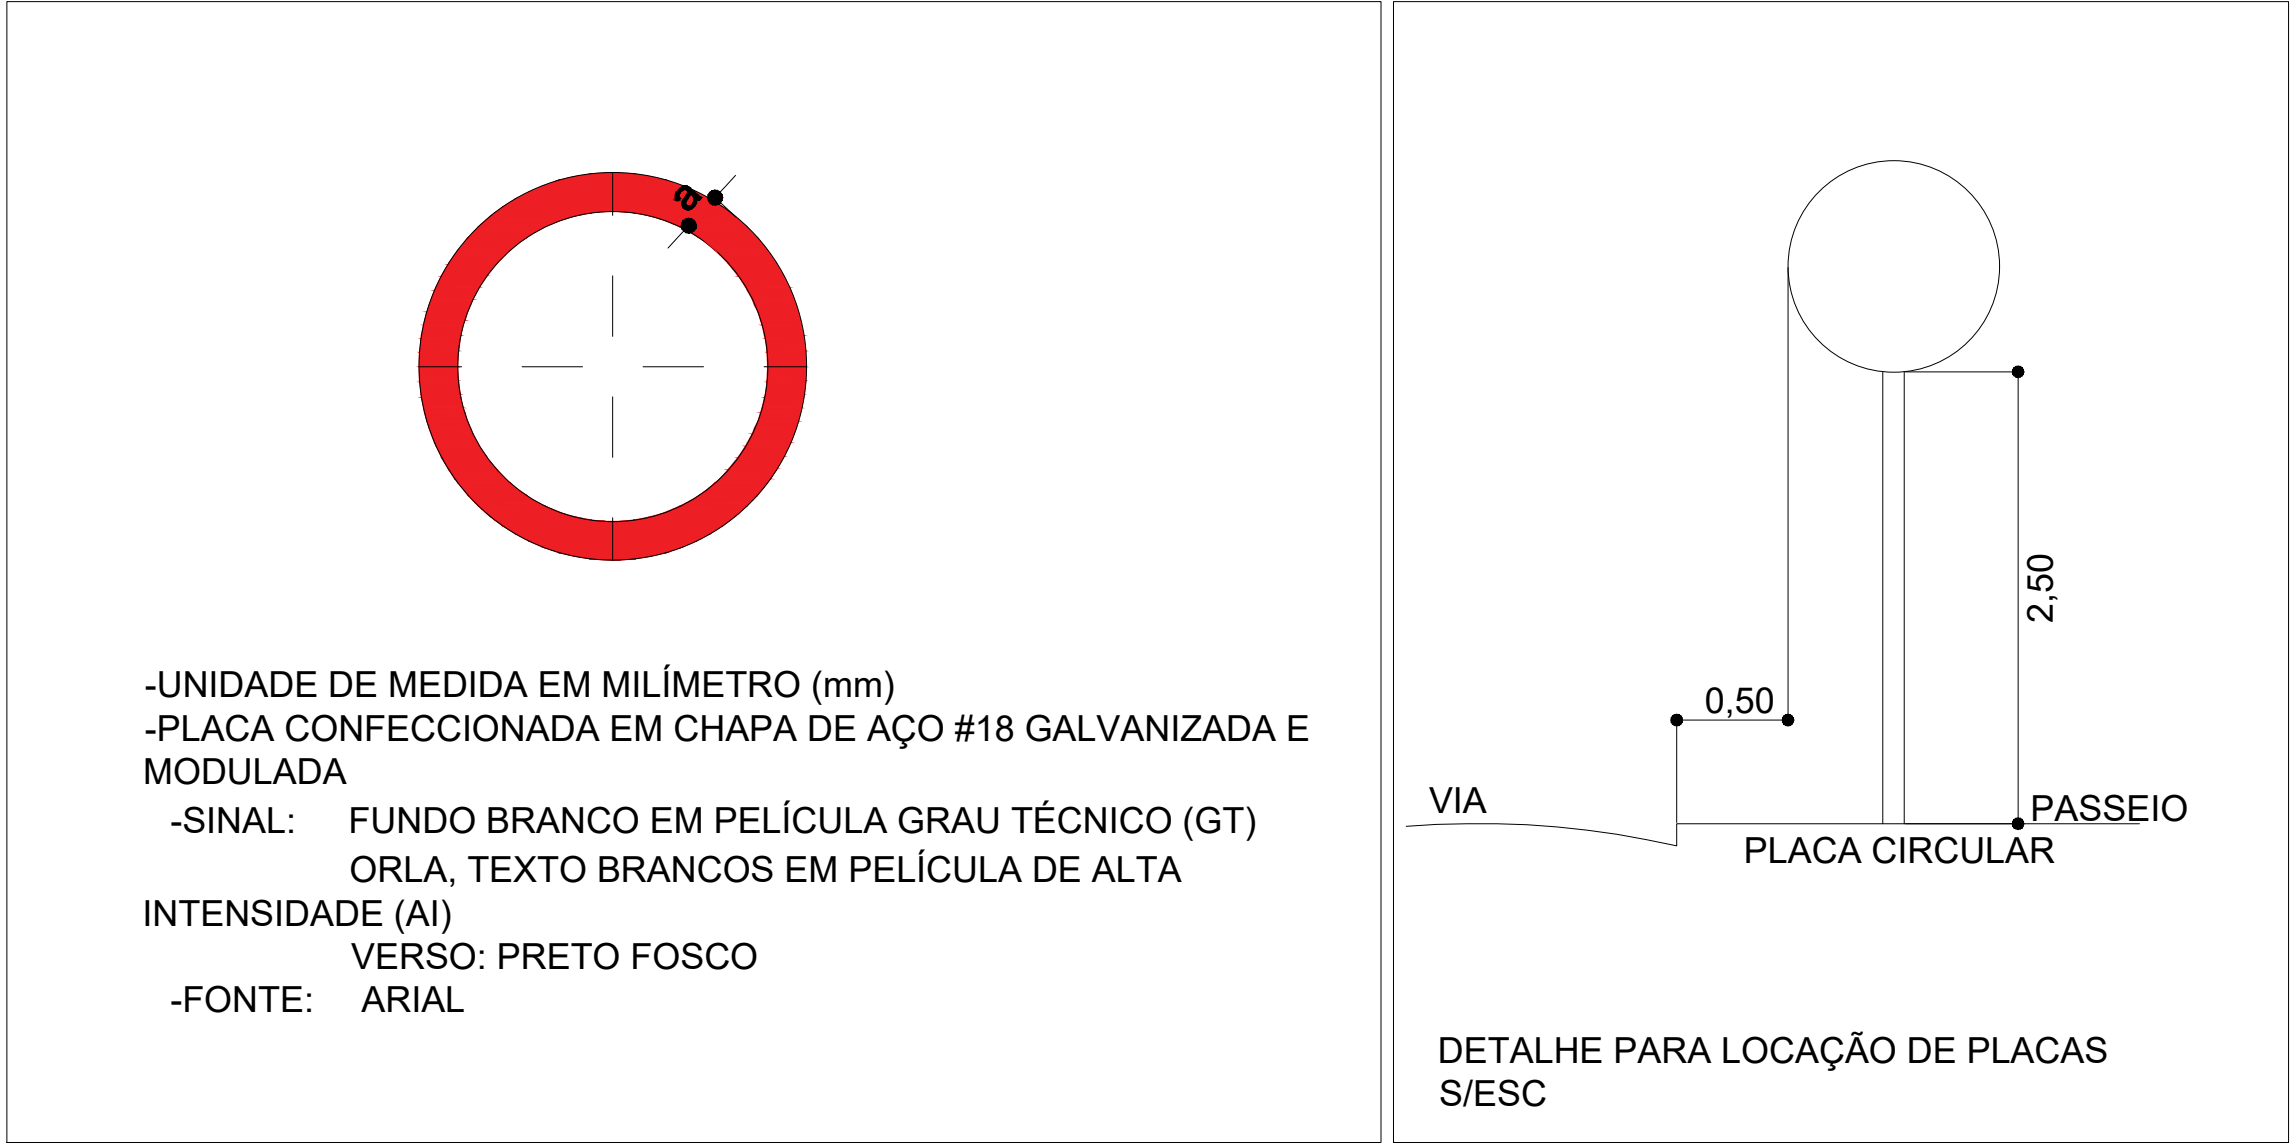 a
-UNIDADE DE MEDIDA EM MILÍMETRO (mm)
-PLACA CONFECCIONADA EM CHAPA DE AÇO #18 GALVANIZADA E
MODULADA
-SINAL: FUNDO BRANCO EM PELÍCULA GRAU TÉCNICO (GT)
ORLA, TEXTO BRANCOS EM PELÍCULA DE ALTA
INTENSIDADE (AI)
VERSO: PRETO FOSCO
-FONTE: ARIAL
2,50
0,50
VIA
PASSEIO
PLACA CIRCULAR
DETALHE PARA LOCAÇÃO DE PLACAS
S/ESC